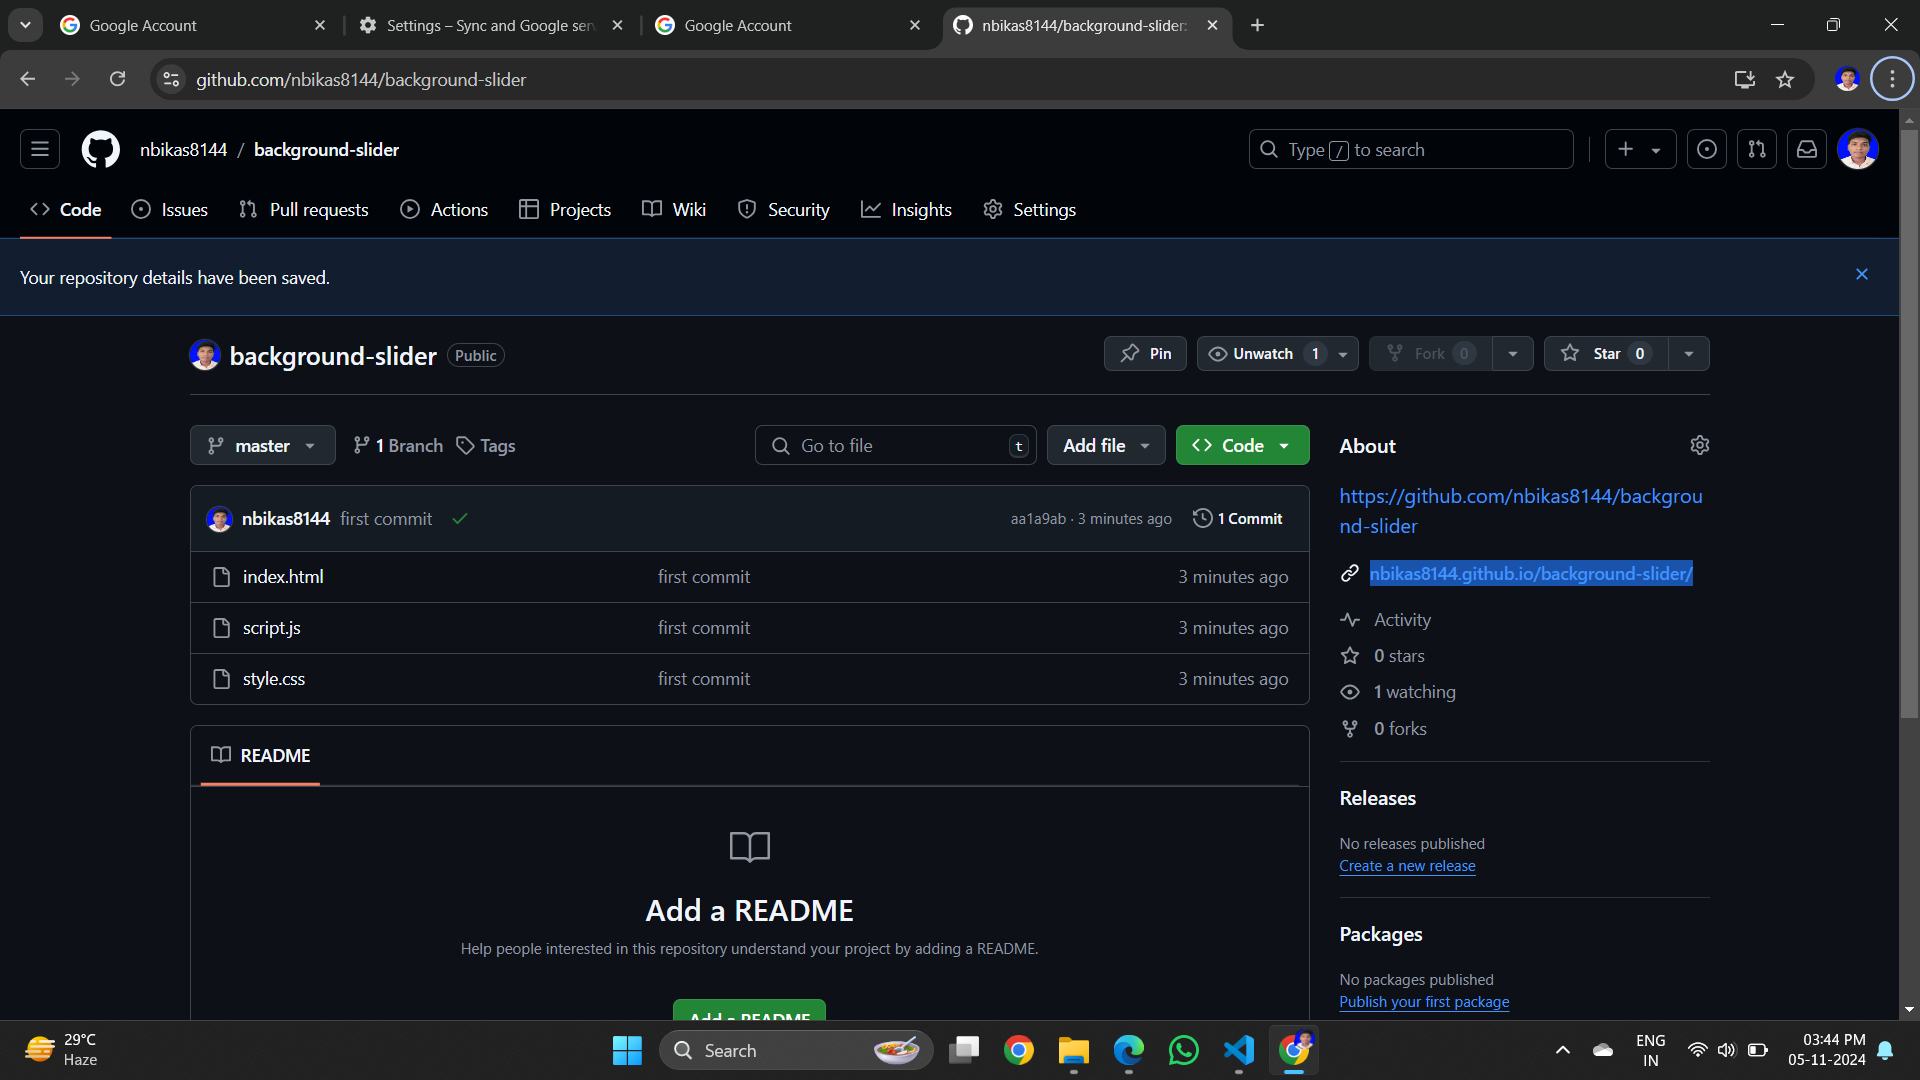 Google Account
Settings – Sync and Google ser
Google Account
nbikas8144/background-slider:
github.com/nbikas8144/background-slider
nbikas8144 / background-slider
Type / to search
Code
Issues
Pull requests
Actions
Projects
Wiki
Security
Insights
Settings
Your repository details have been saved.
background-slider Public
Pin
Unwatch 1
Fork 0
Star 0
master
1 Branch
Tags
Go to file t
Add file
Code
nbikas8144 first commit
aa1a9ab · 3 minutes ago
1 Commit
index.html first commit 3 minutes ago
script.js first commit 3 minutes ago
style.css first commit 3 minutes ago
README
Add a README
Help people interested in this repository understand your project by adding a README.
Add a README
About
https://github.com/nbikas8144/backgrou
nd-slider
nbikas8144.github.io/background-slider/
Activity
0 stars
1 watching
0 forks
Releases
No releases published
Create a new release
Packages
No packages published
Publish your first package
29°C
Haze
Search
ENG
IN
03:44 PM
05-11-2024